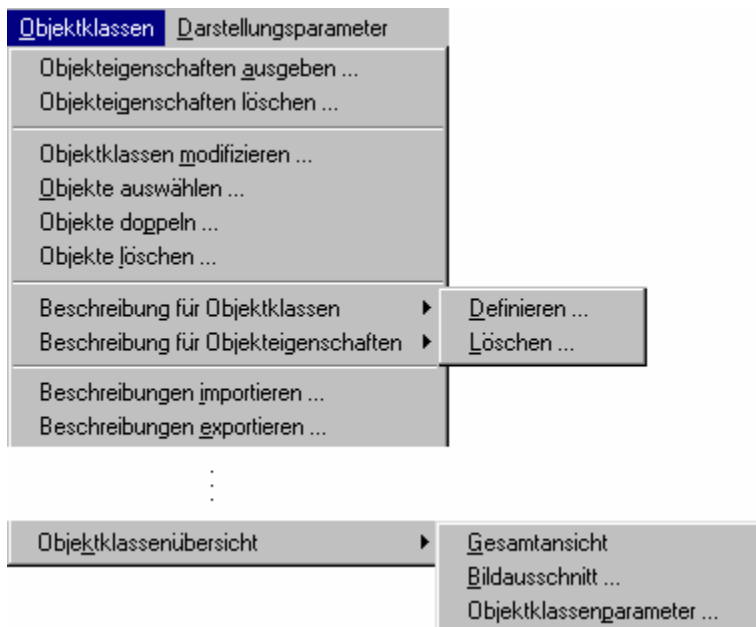 Objektklassen Darstellungsparameter
Objekteigenschaften ausgeben ...
Objekteigenschaften löschen ...
Objektklassen modifizieren ...
Objekte auswählen ...
Objekte doppeln ...
Objekte löschen ...
Beschreibung für Objektklassen
Definieren ...
Beschreibung für Objekteigenschaften
Löschen ...
Beschreibungen importieren ...
Beschreibungen exportieren ...
Objektklassenübersicht
Gesamtansicht
Bildausschnitt ...
Objektklassenparameter ...